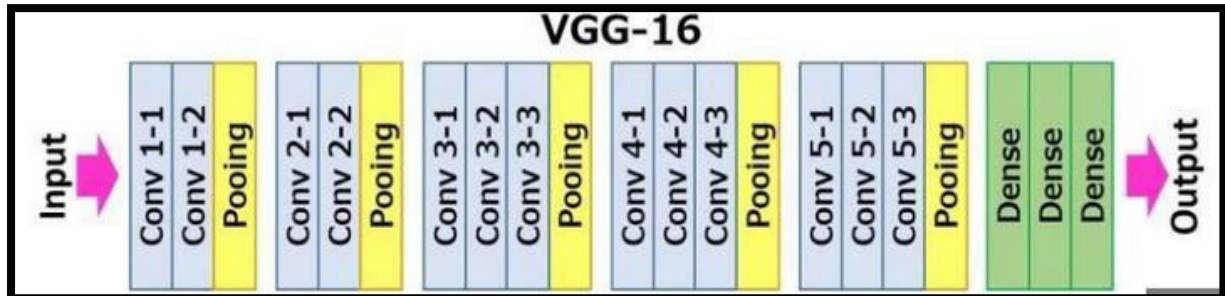 VGG-16
Input
Conv 1-1
Conv 1-2
Pooing
Conv 2-1
Conv 2-2
Pooing
Conv 3-1
Conv 3-2
Conv 3-3
Pooing
Conv 4-1
Conv 4-2
Conv 4-3
Pooing
Conv 5-1
Conv 5-2
Conv 5-3
Pooing
Dense
Dense
Dense
Output